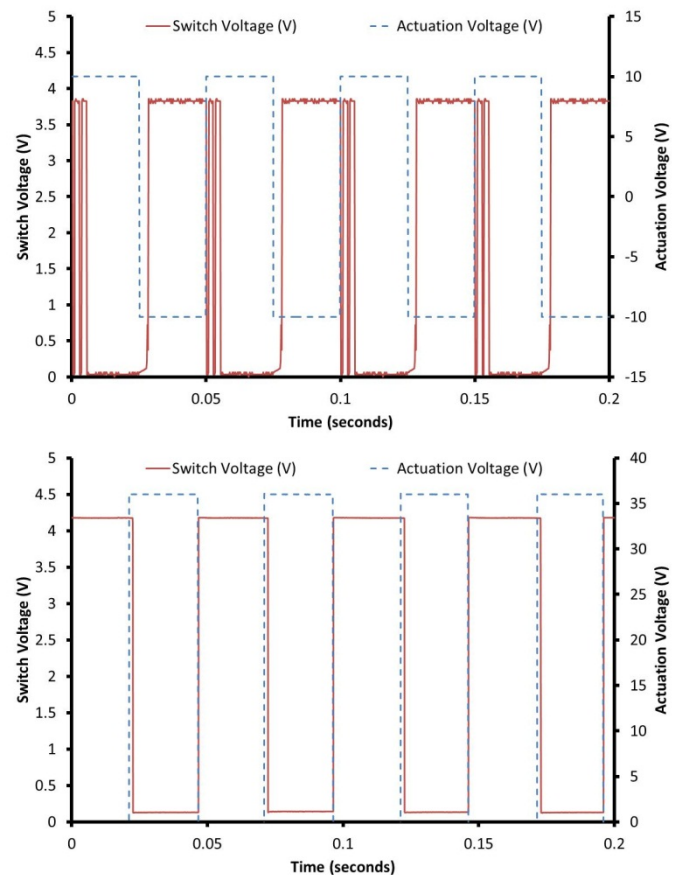 Switch Voltage (V) Actuation Voltage (V)
5 15
4.5
4 10
3.5
3 5
2.5 0
2
1.5 -5
1 -10
0.5
0 -15
0 0.05 0.1 0.15 0.2
Switch Voltage (V)
Actuation Voltage (V)
Time (seconds)
Switch Voltage (V) Actuation Voltage (V)
5 40
4.5 35
4
3.5 30
3 25
2.5 20
2 15
1.5
1 10
0.5 5
0 0
0 0.05 0.1 0.15 0.2
Switch Voltage (V)
Actuation Voltage (V)
Time (seconds)